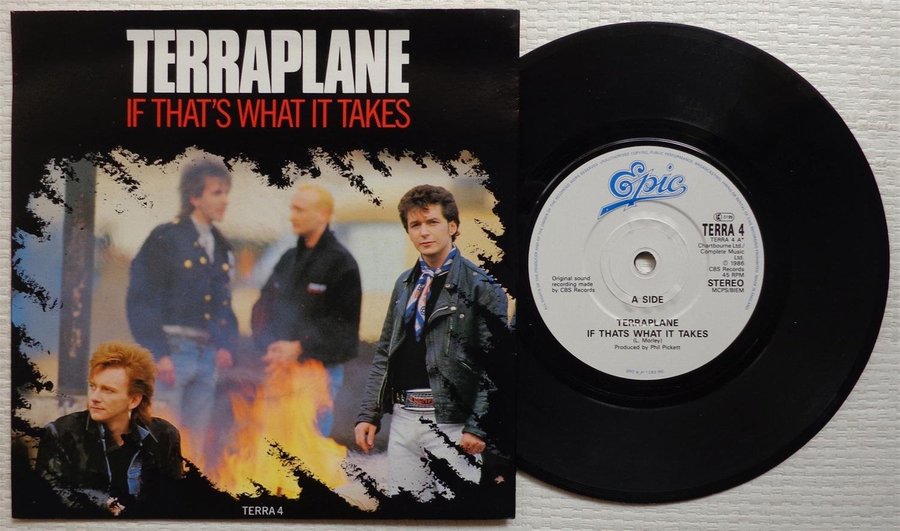 TERRAPLANE
IF THAT'S WHAT IT TAKES
TERRA 4
Epic
TERRA 4
TERRA 4 A
Chartbourne Ltd./
Complete Music
Ltd.
℗ 1986
CBS Records
45 RPM
STEREO
MCPS/BIEM
Original sound
recording made
by CBS Records
A SIDE
TERRAPLANE
IF THATS WHAT IT TAKES
(L. Morley)
Produced by Phil Pickett